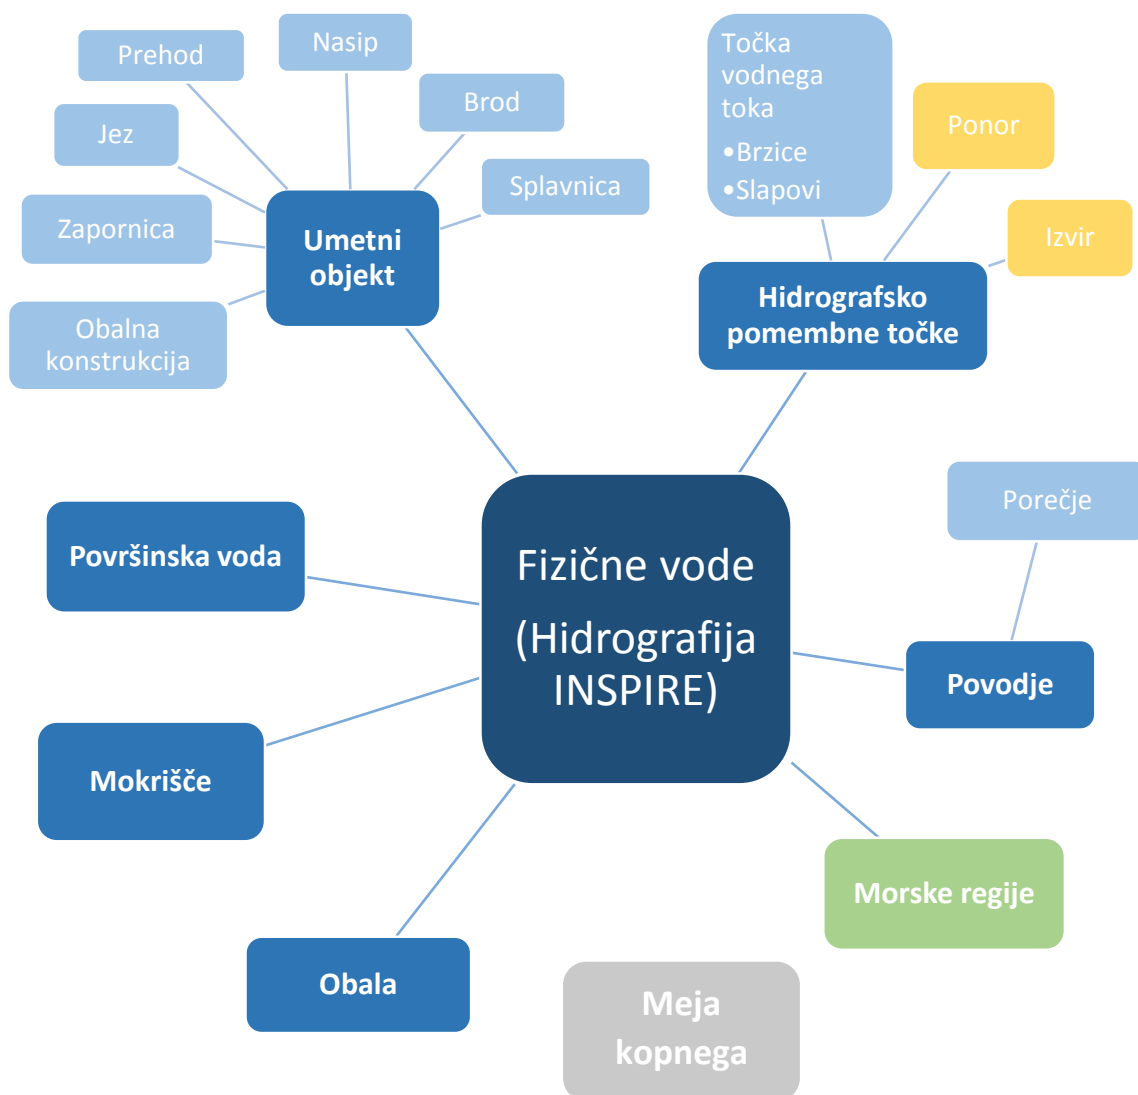 Nasip
Prehod
Brod
Jez
Splavnica
Zapornica
Umetni
objekt
Obalna
konstrukcija
Točka
vodnega
toka
•Brzice
•Slapovi
Ponor
Izvir
Hidrografsko
pomembne točke
Porečje
Površinska voda
Fizične vode
(Hidrografija
INSPIRE)
Povodje
Mokrišče
Morske regije
Obala
Meja
kopnega